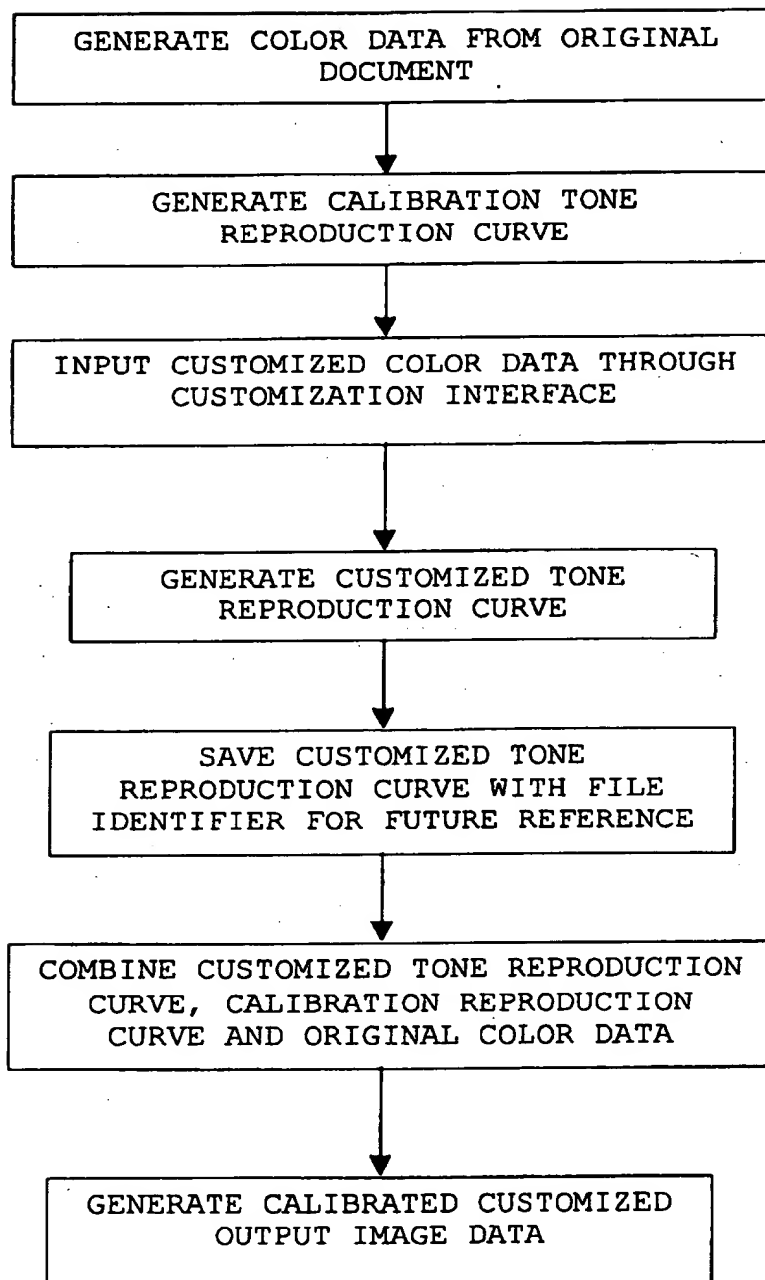 GENERATE COLOR DATA FROM ORIGINAL
DOCUMENT
GENERATE CALIBRATION TONE
REPRODUCTION CURVE
INPUT CUSTOMIZED COLOR DATA THROUGH
CUSTOMIZATION INTERFACE
GENERATE CUSTOMIZED TONE
REPRODUCTION CURVE
SAVE CUSTOMIZED TONE
REPRODUCTION CURVE WITH FILE
IDENTIFIER FOR FUTURE REFERENCE
COMBINE CUSTOMIZED TONE REPRODUCTION
CURVE, CALIBRATION REPRODUCTION
CURVE AND ORIGINAL COLOR DATA
GENERATE CALIBRATED CUSTOMIZED
OUTPUT IMAGE DATA